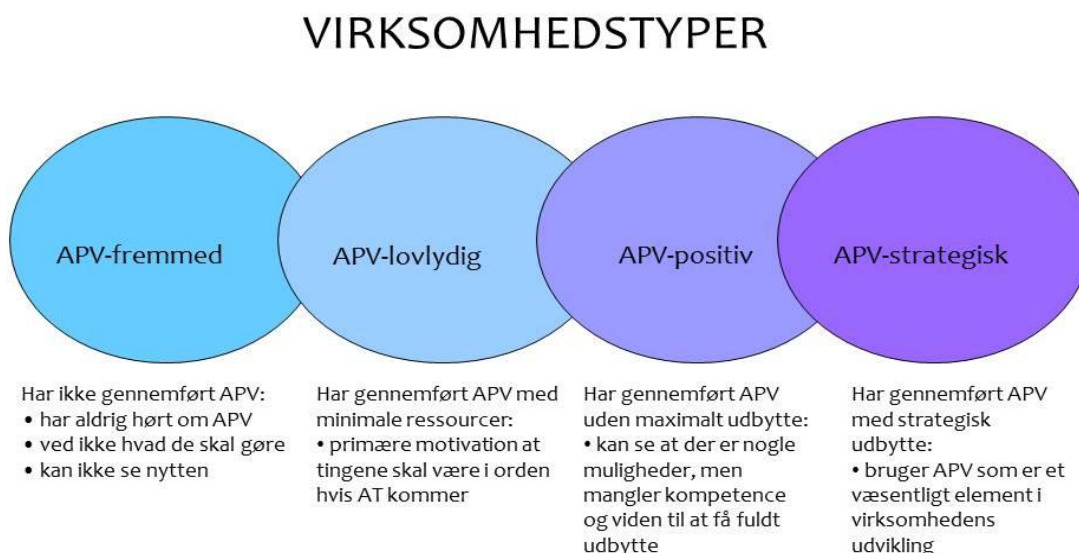 VIRKSOMHEDSTYPER
APV-fremmed
APV-lovlydig
APV-positiv
APV-strategisk
Har ikke gennemført APV:
• har aldrig hørt om APV
• ved ikke hvad de skal gøre
• kan ikke se nytten
Har gennemført APV med
minimale ressourcer:
• primære motivation at
tingene skal være i orden
hvis AT kommer
Har gennemført APV
uden maximalt udbytte:
• kan se at der er nogle
muligheder, men
mangler kompetence
og viden til at få fuldt
udbytte
Har gennemført APV
med strategisk
udbytte:
• bruger APV som er et
væsentligt element i
virksomhedens
udvikling